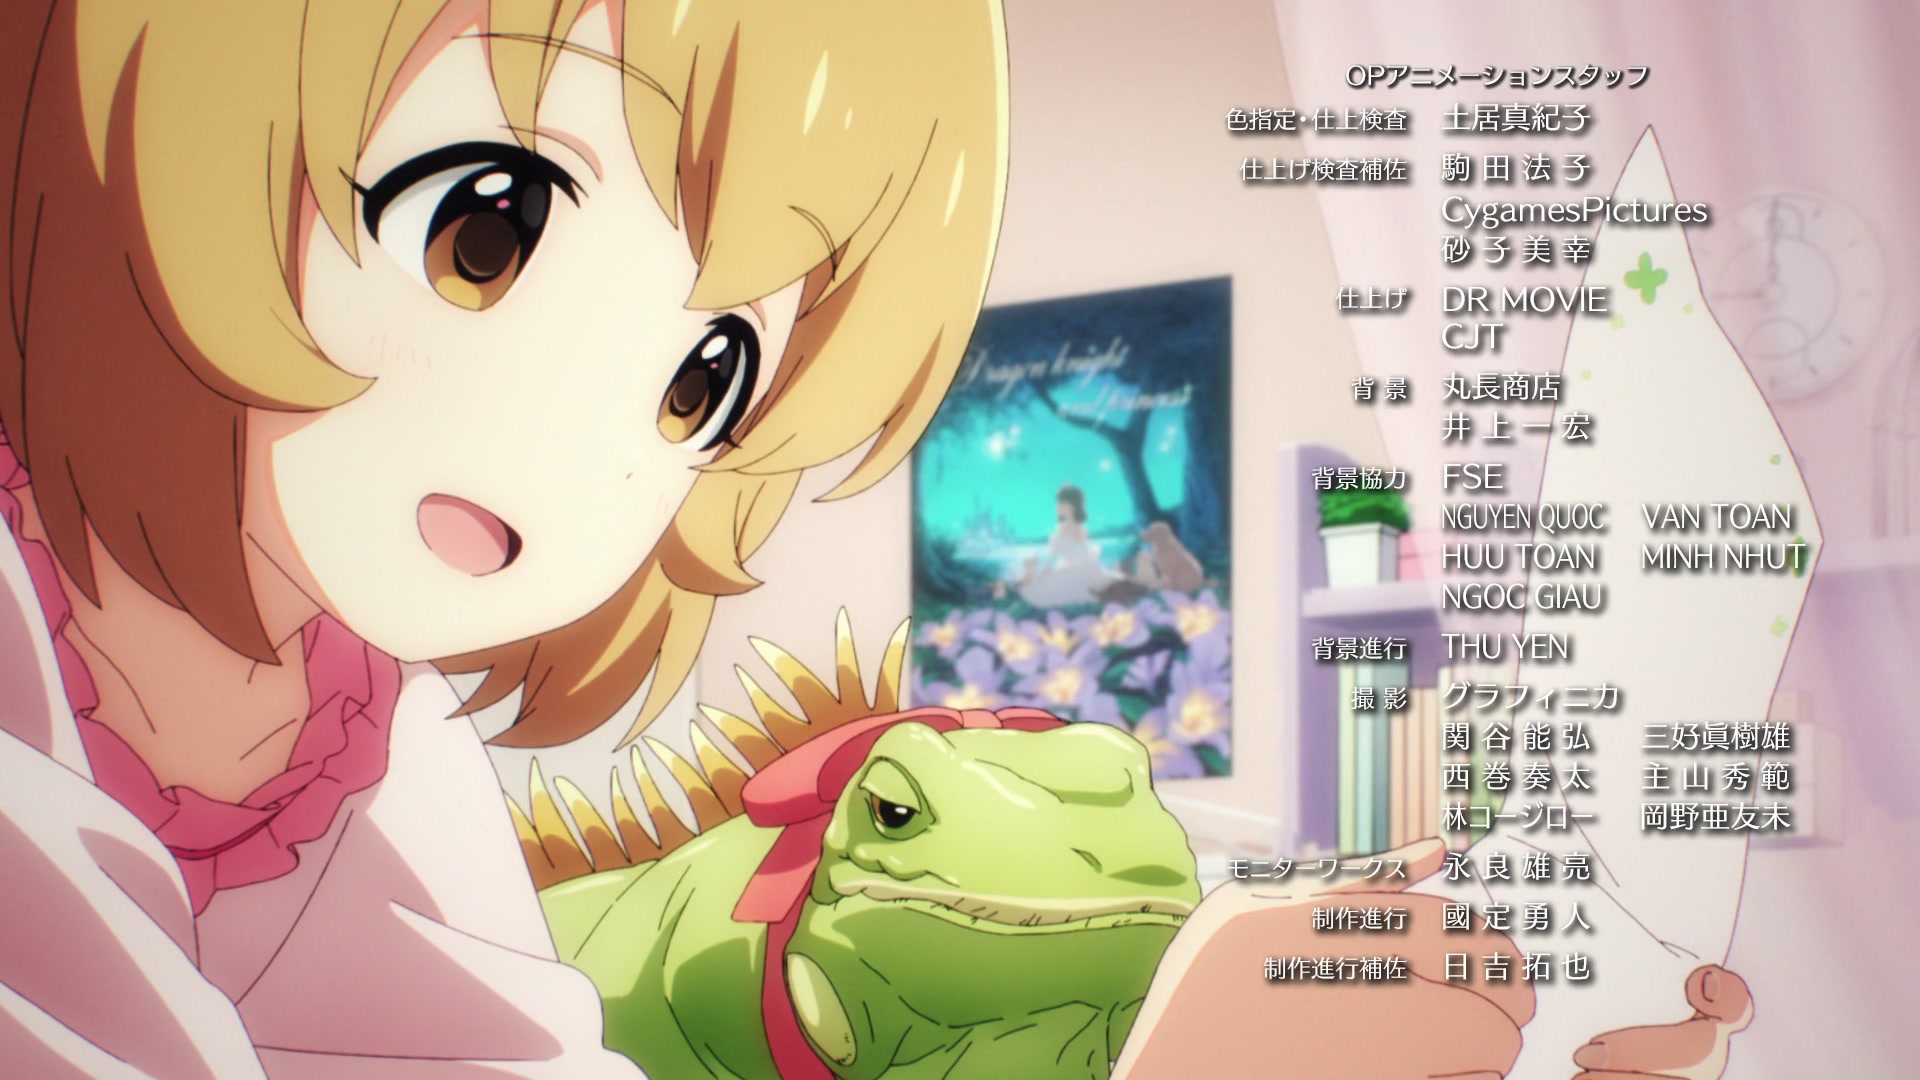 OPアニメーションスタッフ
色指定・仕上検査 土居真紀子
仕上げ検査補佐 駒田法子
CygamesPictures
砂子美幸
仕上げ DR MOVIE
CJT
背景 丸長商店
井上一宏
背景協力 FSE
NGUYEN QUOC VAN TOAN
HUU TOAN MINH NHUT
NGOC GIAU
背景進行 THU YEN
撮影 グラフィニカ
関谷能弘 三好眞樹雄
西巻奏太 主山秀範
林コージロー 岡野亜友未
モニターワークス 永良雄亮
制作進行 國定勇人
制作進行補佐 日吉拓也
Dragon knight
and princess